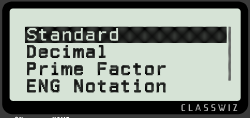 Standard
Decimal
Prime Factor
ENG Notation
CLASSWIZ